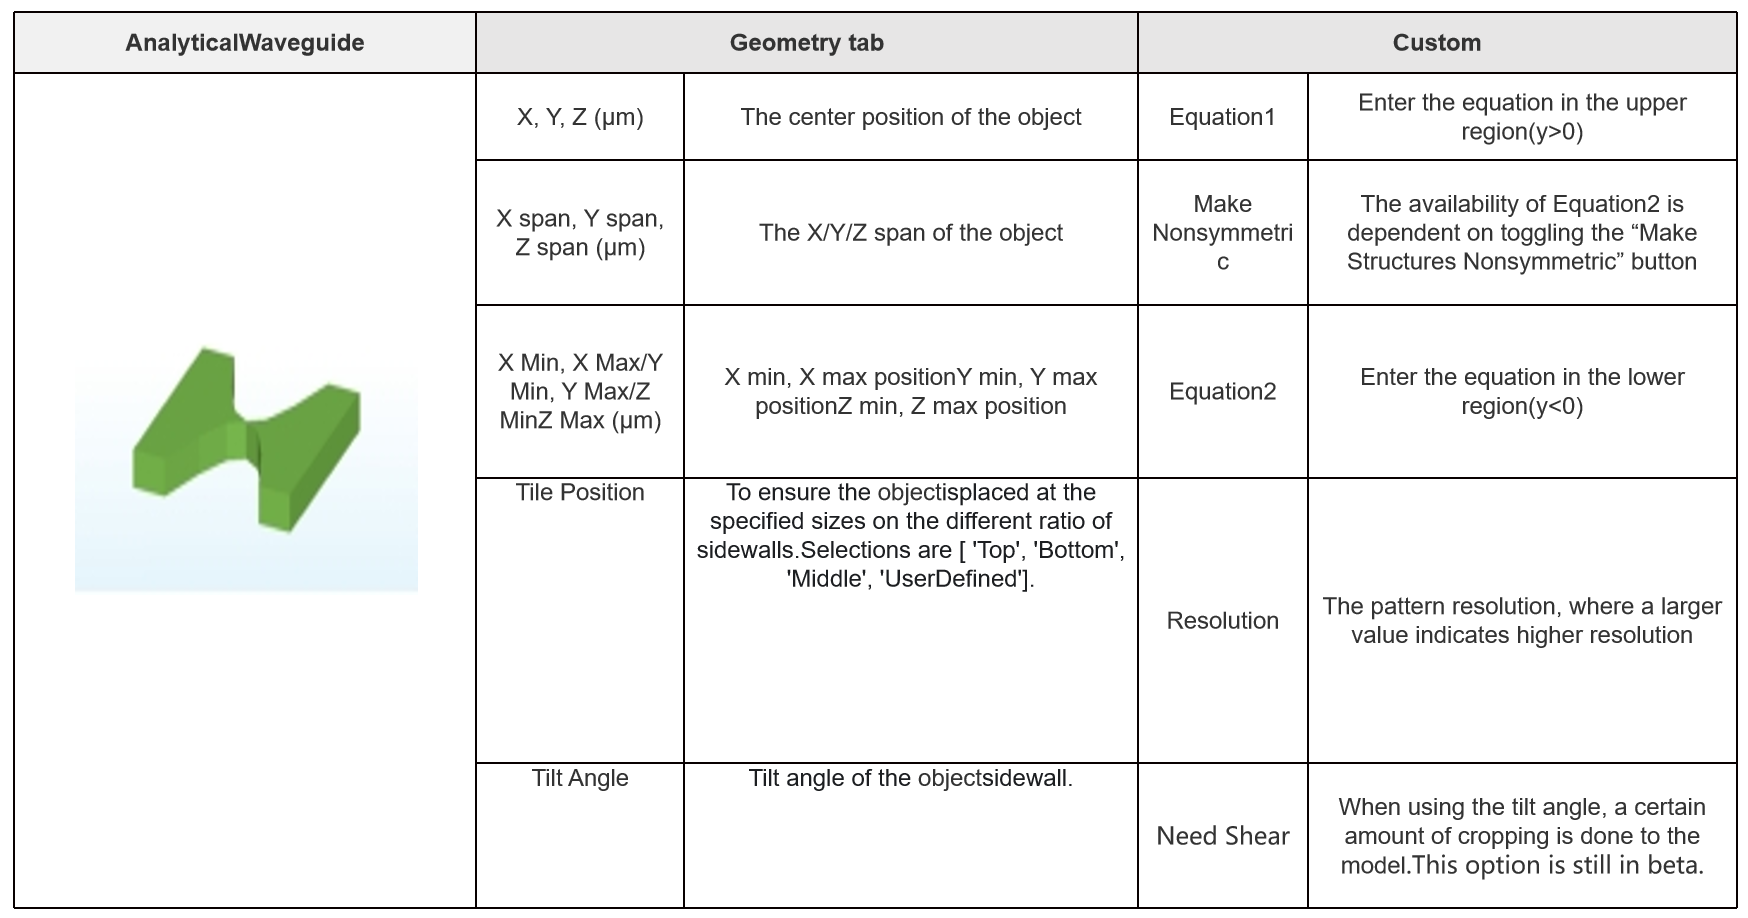 AnalyticalWaveguide
Geometry tab
Custom
X, Y, Z (μm)
The center position of the object
Equation1
Enter the equation in the upper
region(y>0)
X span, Y span,
Z span (μm)
The X/Y/Z span of the object
Make
Nonsymmetri
c
The availability of Equation2 is
dependent on toggling the “Make
Structures Nonsymmetric” button
X Min, X Max/Y
Min, Y Max/Z
MinZ Max (μm)
X min, X max positionY min, Y max
positionZ min, Z max position
Equation2
Enter the equation in the lower
region(y<0)
Tile Position
To ensure the objectisplaced at the
specified sizes on the different ratio of
sidewalls.Selections are [ 'Top', 'Bottom',
'Middle', 'UserDefined'].
Resolution
The pattern resolution, where a larger
value indicates higher resolution
Tilt Angle
Tilt angle of the objectsidewall.
Need Shear
When using the tilt angle, a certain
amount of cropping is done to the
model.This option is still in beta.